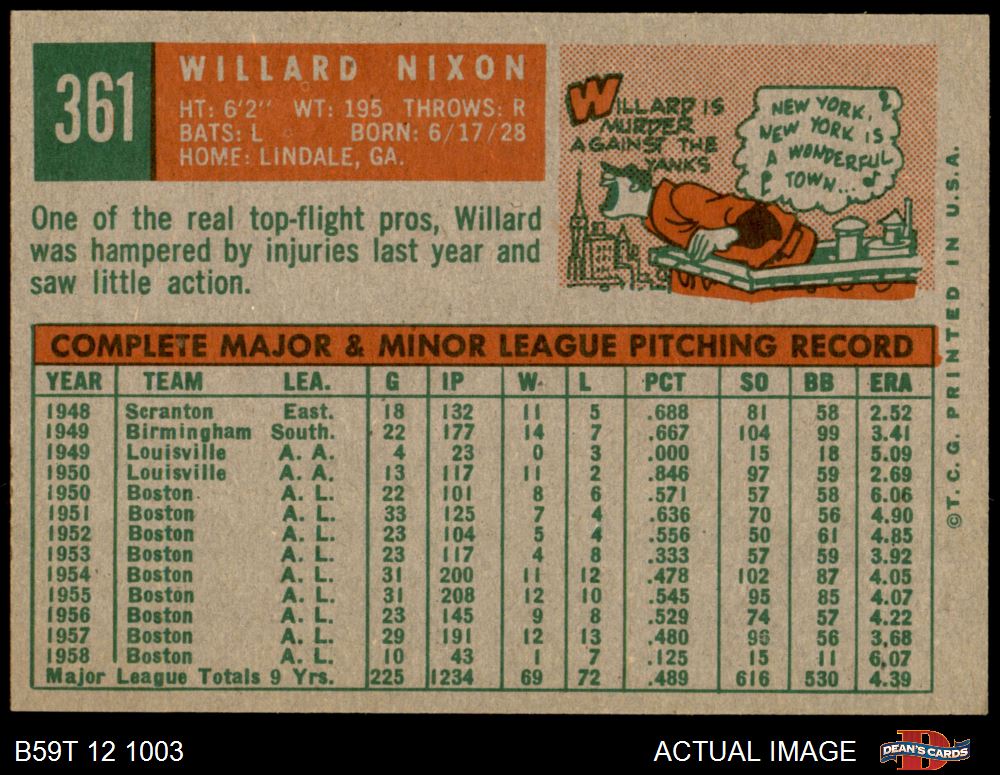 361
WILLARD NIXON
HT: 6'2" WT: 195 THROWS: R
BATS: L BORN: 6/17/28
HOME: LINDALE, GA.
WILLARD IS
MURDER
AGAINST THE
YANKS
NEW YORK,
NEW YORK IS
A WONDERFUL
TOWN...
One of the real top-flight pros, Willard
was hampered by injuries last year and
saw little action.
COMPLETE MAJOR & MINOR LEAGUE PITCHING RECORD
YEAR TEAM LEA. G IP W L PCT SO BB ERA
1948 Scranton East. 18 132 11 5 .688 81 58 2.52
1949 Birmingham South. 22 177 14 7 .667 104 99 3.41
1949 Louisville A. A. 4 23 0 3 .000 15 18 5.09
1950 Louisville A. A. 13 117 11 2 .846 97 59 2.69
1950 Boston A. L. 22 101 8 6 .571 57 58 6.06
1951 Boston A. L. 33 125 7 4 .636 70 56 4.90
1952 Boston A. L. 23 104 5 4 .556 50 61 4.85
1953 Boston A. L. 23 117 4 8 .333 57 59 3.92
1954 Boston A. L. 31 200 11 12 .478 102 87 4.05
1955 Boston A. L. 31 208 12 10 .545 95 85 4.07
1956 Boston A. L. 23 145 9 8 .529 74 57 4.22
1957 Boston A. L. 29 191 12 13 .480 96 56 3.68
1958 Boston A. L. 10 43 1 7 .125 15 11 6.07
Major League Totals 9 Yrs. 225 1234 69 72 .489 616 530 4.39
©T.C.G. PRINTED IN U.S.A.
B59T 12 1003
ACTUAL IMAGE
DEAN'S CARDS